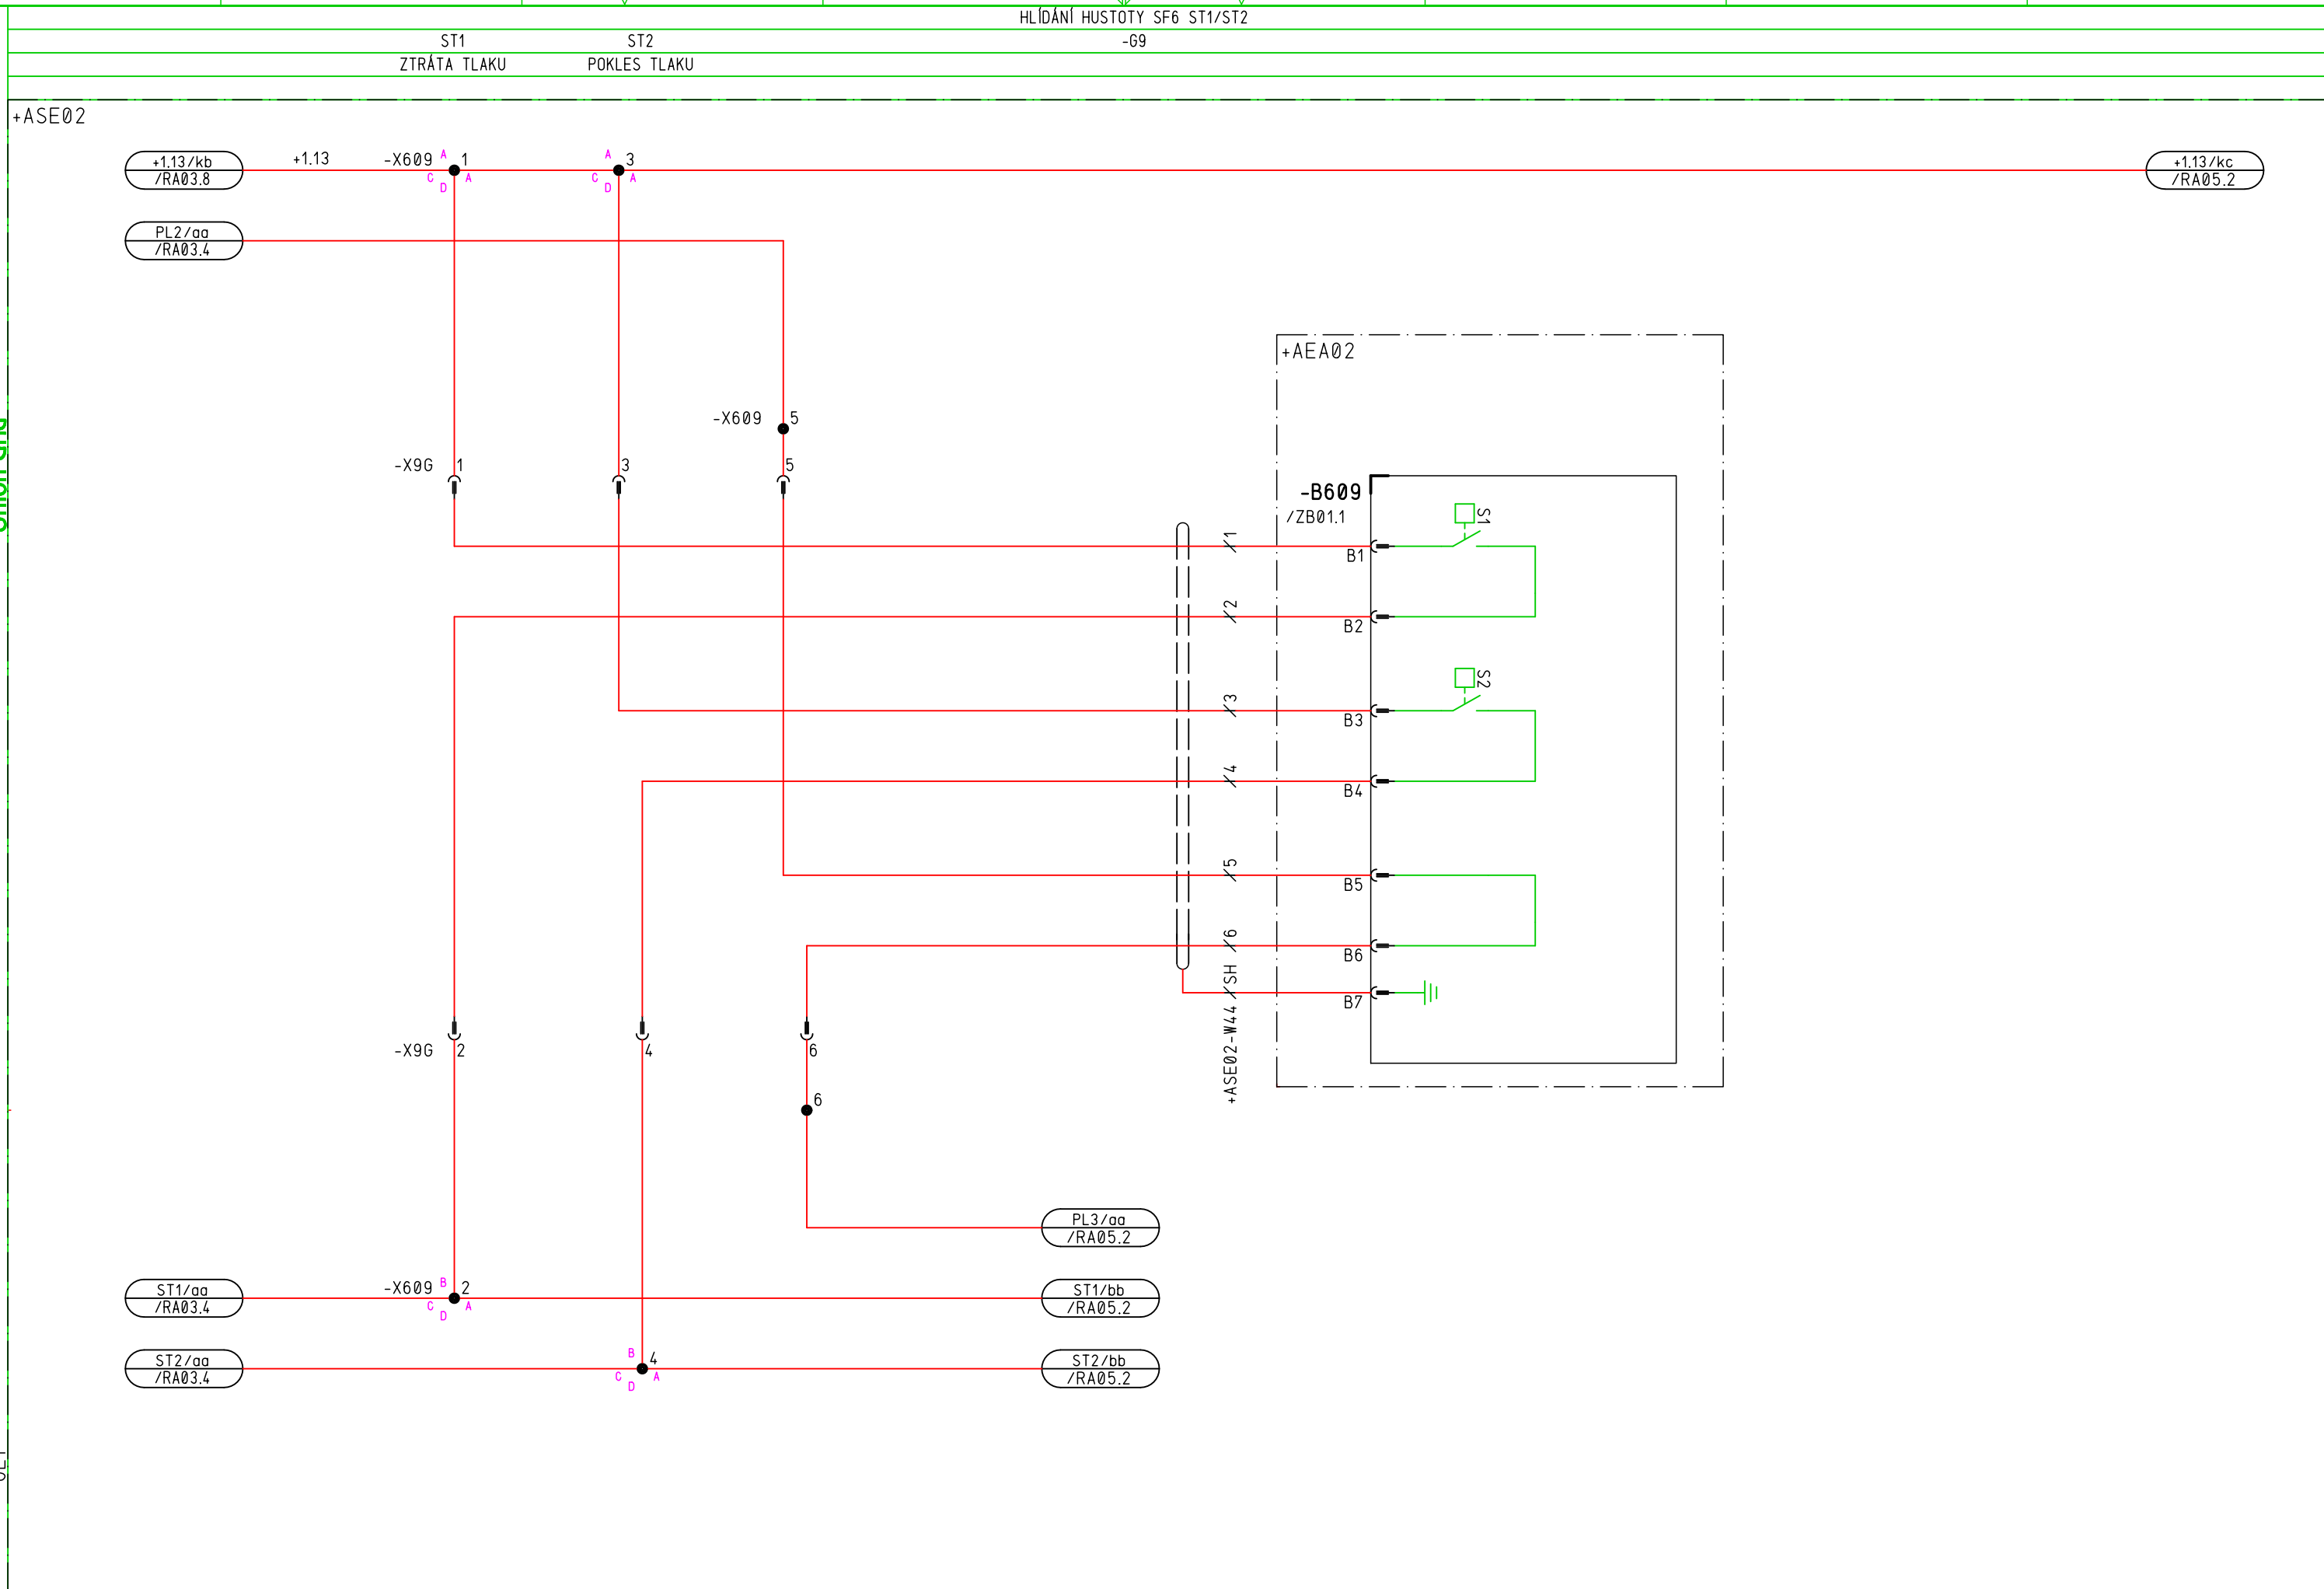 HLÍDÁNÍ HUSTOTY SF6 ST1/ST2
ST1 ST2 -G9
ZTRÁTA TLAKU POKLES TLAKU
+ASE02
+1.13/kb
/RA03.8
+1.13
-X609
A
1
C
D
A
A
3
C
D
A
+1.13/kc
/RA05.2
PL2/aa
/RA03.4
+AEA02
-X609
5
-X9G
1
3
5
-B609
/ZB01.1
S1
1
B1
2
B2
S2
3
B3
4
B4
5
B5
6
B6
SH
B7
+ASE02-W44
-X9G
2
4
6
6
PL3/aa
/RA05.2
ST1/aa
/RA03.4
-X609
B
2
C
D
A
ST1/bb
/RA05.2
ST2/aa
/RA03.4
B
4
C
D
A
ST2/bb
/RA05.2